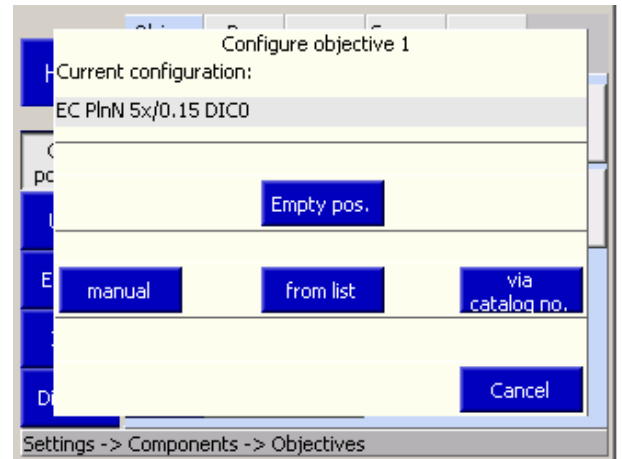 Configure objective 1
Current configuration:
EC PlnN 5x/0.15 DIC0
Empty pos.
manual
from list
via
catalog no.
Cancel
Settings -> Components -> Objectives